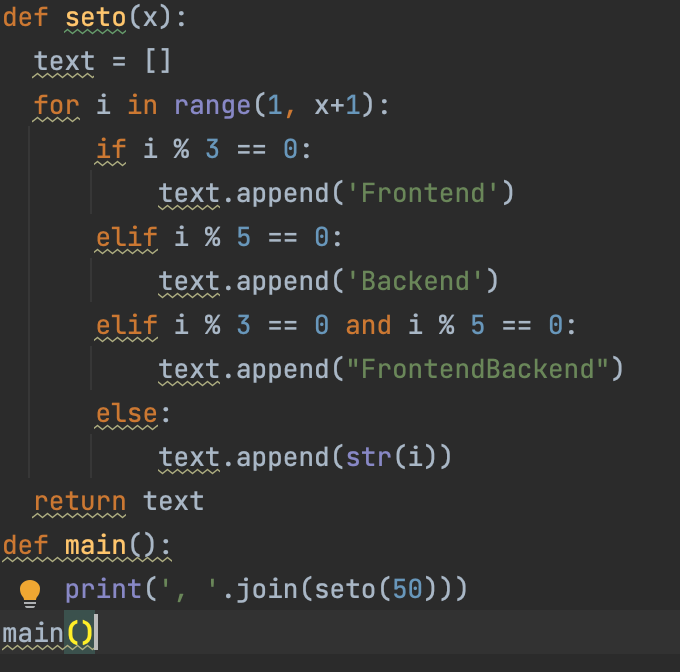 def seto(x):
  text = []
  for i in range(1, x+1):
      if i % 3 == 0:
          text.append('Frontend')
      elif i % 5 == 0:
          text.append('Backend')
      elif i % 3 == 0 and i % 5 == 0:
          text.append("FrontendBackend")
      else:
          text.append(str(i))
  return text
def main():
    print(', '.join(seto(50)))
main()